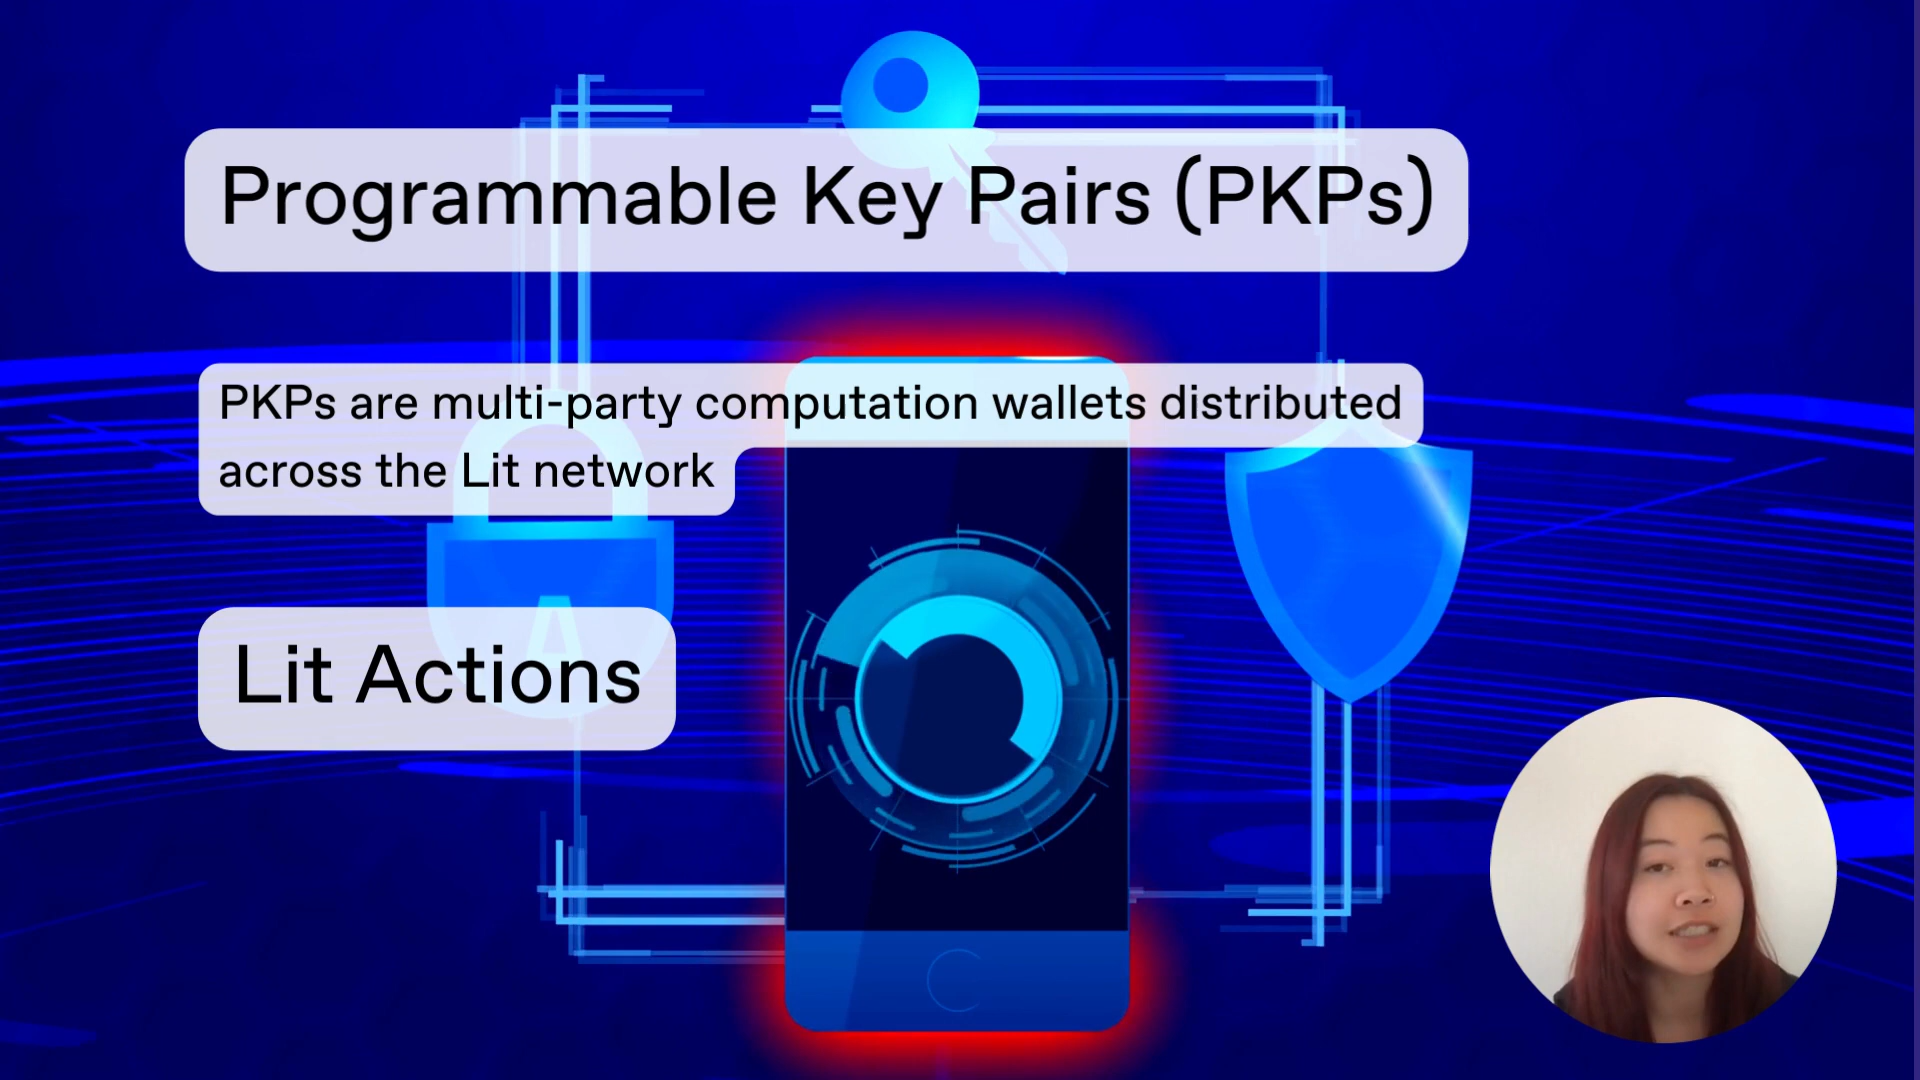 Programmable Key Pairs (PKPs)
PKPs are multi-party computation wallets distributed
across the Lit network
Lit Actions